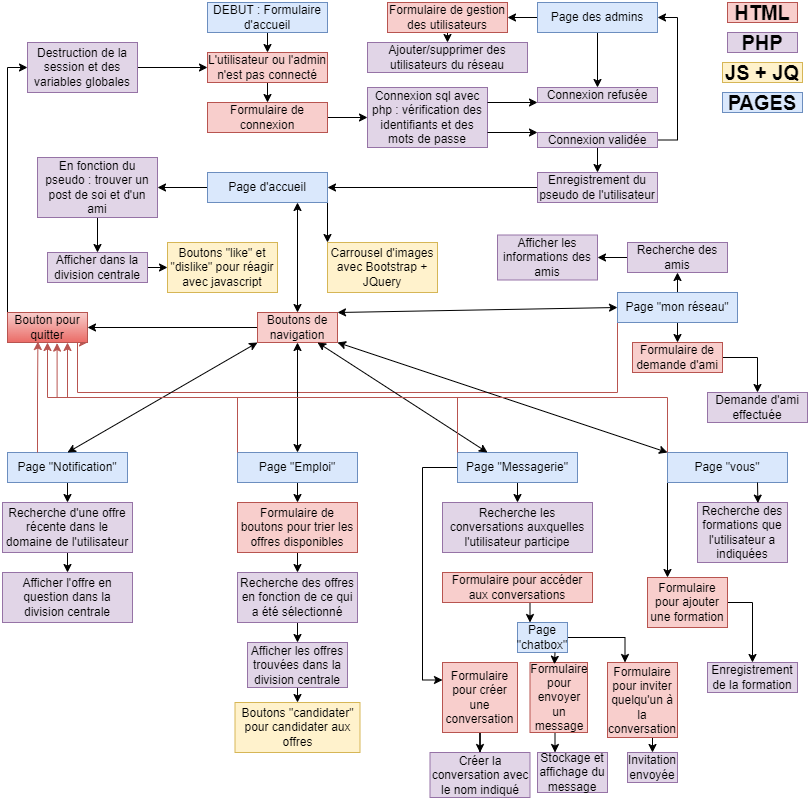 DEBUT : Formulaire
d'accueil
Formulaire de gestion
des utilisateurs
Page des admins
HTML
PHP
JS + JQ
PAGES
Destruction de la
session et des
variables globales
L'utilisateur ou l'admin
n'est pas connecté
Ajouter/supprimer des
utilisateurs du réseau
Formulaire de
connexion
Connexion sql avec
php : vérification des
identifiants et des
mots de passe
Connexion refusée
Connexion validée
En fonction du
pseudo : trouver un
post de soi et d'un
ami
Page d'accueil
Enregistrement du
pseudo de l'utilisateur
Afficher dans la
division centrale
Boutons "like" et
"dislike" pour réagir
avec javascript
Carrousel d'images
avec Bootstrap +
JQuery
Afficher les
informations des
amis
Recherche des
amis
Bouton pour
quitter
Boutons de
navigation
Page "mon réseau"
Formulaire de
demande d'ami
Demande d'ami
effectuée
Page "Notification"
Page "Emploi"
Page "Messagerie"
Page "vous"
Recherche d'une offre
récente dans le
domaine de l'utilisateur
Formulaire de
boutons pour trier les
offres disponibles
Recherche les
conversations auxquelles
l'utilisateur participe
Recherche des
formations que
l'utilisateur a
indiquées
Afficher l'offre en
question dans la
division centrale
Recherche des offres
en fonction de ce qui
a été sélectionné
Formulaire pour accéder
aux conversations
Formulaire
pour ajouter
une formation
Page
"chatbox"
Afficher les offres
trouvées dans la
division centrale
Formulaire
pour créer
une
conversation
Formulaire
pour
envoyer
un
message
Formulaire
pour inviter
quelqu'un à
la
conversation
Enregistrement
de la formation
Boutons "candidater"
pour candidater aux
offres
Créer la
conversation avec
le nom indiqué
Stockage et
affichage du
message
Invitation
envoyée